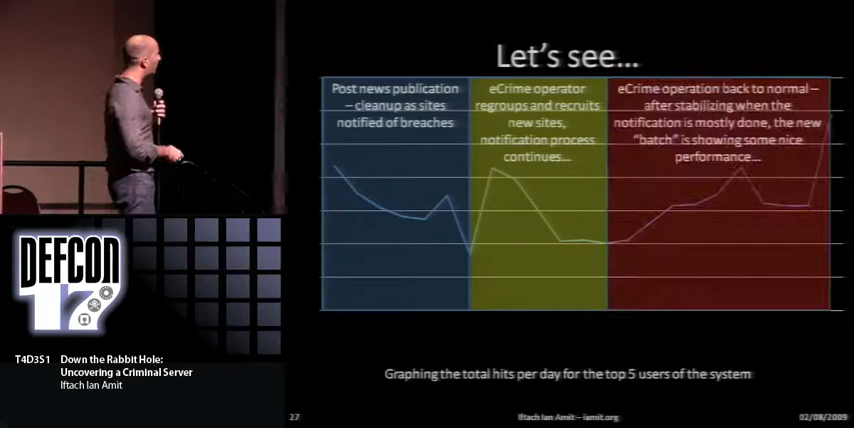 Let's see...
Post news publication
– cleanup as sites
notified of breaches
eCrime operator
regroups and recruits
new sites,
notification process
continues...
eCrime operation back to normal –
after stabilizing when the
notification is mostly done, the new
"batch" is showing some nice
performance...
Graphing the total hits per day for the top 5 users of the system
27
Iftach Ian Amit – iamit.org
02/08/2009
DEFCON
17
T4D3S1 Down the Rabbit Hole:
Uncovering a Criminal Server
Iftach Ian Amit